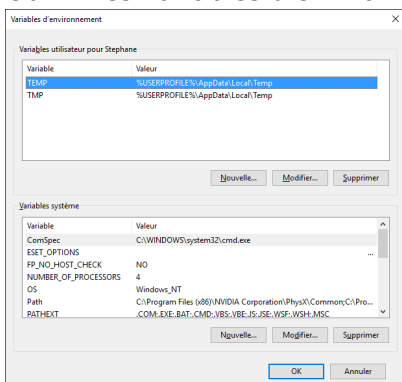 Variables d'environnement
Variables utilisateur pour Stephane
Variable Valeur
TEMP %USERPROFILE%\AppData\Local\Temp
TMP %USERPROFILE%\AppData\Local\Temp
Nouvelle... Modifier... Supprimer
Variables système
Variable Valeur
ComSpec C:\WINDOWS\system32\cmd.exe
ESET_OPTIONS ...
FP_NO_HOST_CHECK NO
NUMBER_OF_PROCESSORS 4
OS Windows_NT
Path C:\Program Files (x86)\NVIDIA Corporation\PhysX\Common;C:\Pro...
PATHEXT .COM;.EXE;.BAT;.CMD;.VBS;.VBE;.JS;.JSE;.WSF;.WSH;.MSC
Nouvelle... Modifier... Supprimer
OK Annuler